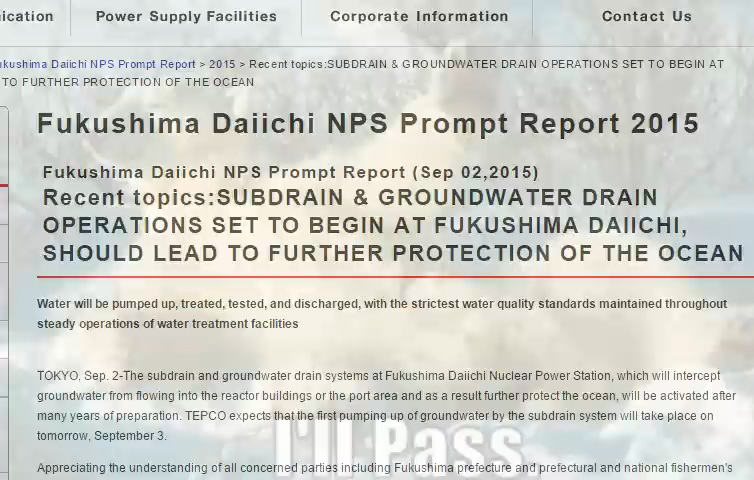 ication Power Supply Facilities Corporate Information Contact Us
ukushima Daiichi NPS Prompt Report > 2015 > Recent topics:SUBDRAIN & GROUNDWATER DRAIN OPERATIONS SET TO BEGIN AT
TO FURTHER PROTECTION OF THE OCEAN
Fukushima Daiichi NPS Prompt Report 2015
Fukushima Daiichi NPS Prompt Report (Sep 02,2015)
Recent topics:SUBDRAIN & GROUNDWATER DRAIN
OPERATIONS SET TO BEGIN AT FUKUSHIMA DAIICHI,
SHOULD LEAD TO FURTHER PROTECTION OF THE OCEAN
Water will be pumped up, treated, tested, and discharged, with the strictest water quality standards maintained throughout
steady operations of water treatment facilities
TOKYO, Sep. 2-The subdrain and groundwater drain systems at Fukushima Daiichi Nuclear Power Station, which will intercept
groundwater from flowing into the reactor buildings or the port area and as a result further protect the ocean, will be activated after
many years of preparation. TEPCO expects that the first pumping up of groundwater by the subdrain system will take place on
tomorrow, September 3.
I'll Pass.
Appreciating the understanding of all concerned parties including Fukushima prefecture and prefectural and national fishermen's